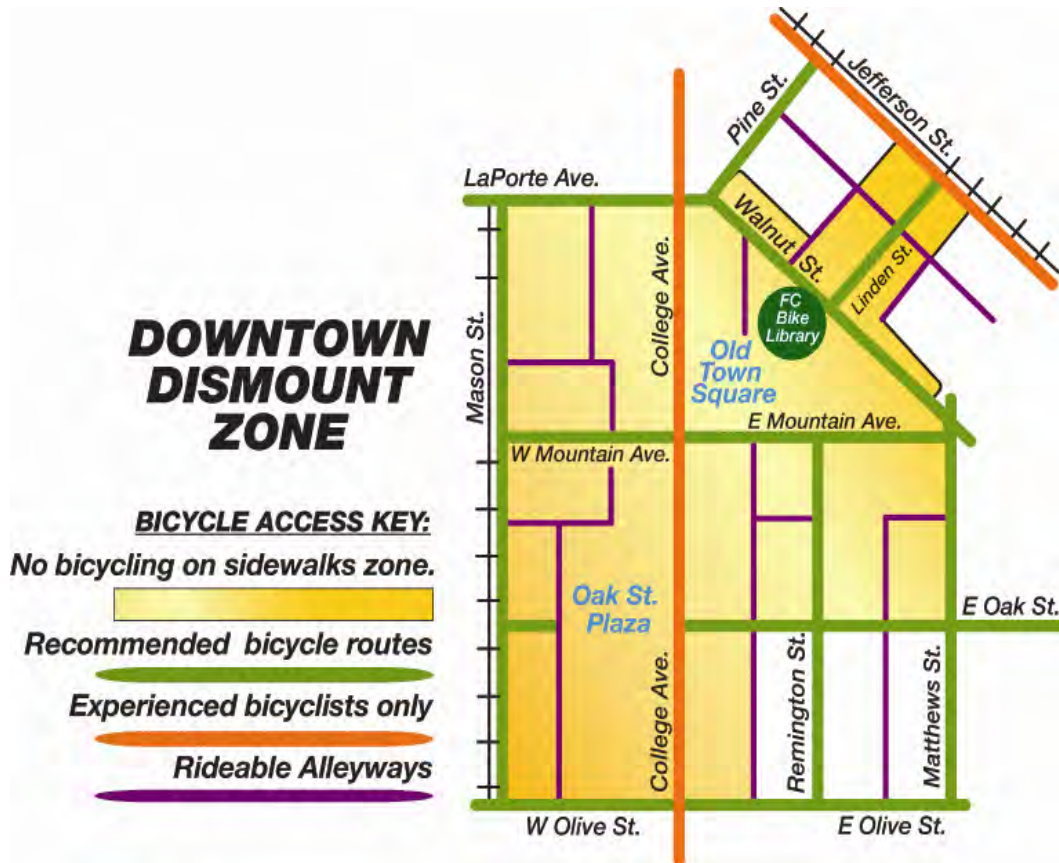 Jefferson St.
Pine St.
LaPorte Ave.
Walnut St.
Linden St.
College Ave.
Mason St.
FC
Bike
Library
DOWNTOWN
DISMOUNT
ZONE
Old
Town
Square
E Mountain Ave.
W Mountain Ave.
BICYCLE ACCESS KEY:
No bicycling on sidewalks zone.
Recommended bicycle routes
Experienced bicyclists only
Rideable Alleyways
Oak St.
Plaza
E Oak St.
College Ave.
Remington St.
Matthews St.
W Olive St.
E Olive St.